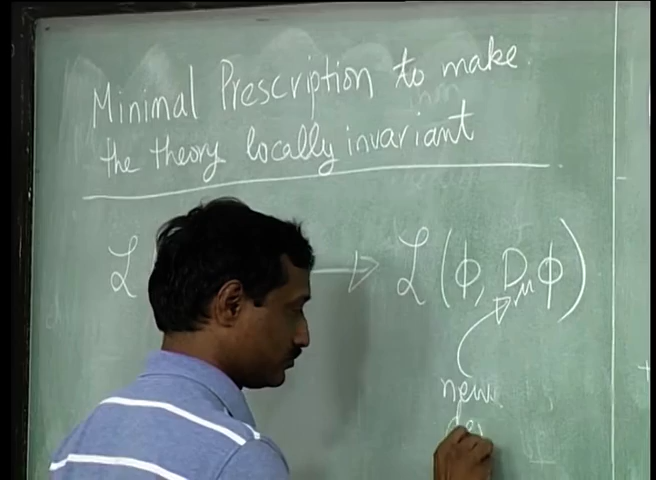 Minimal Prescription to make
the theory locally invariant
ℒ → ℒ(ϕ, D_μ ϕ)
new